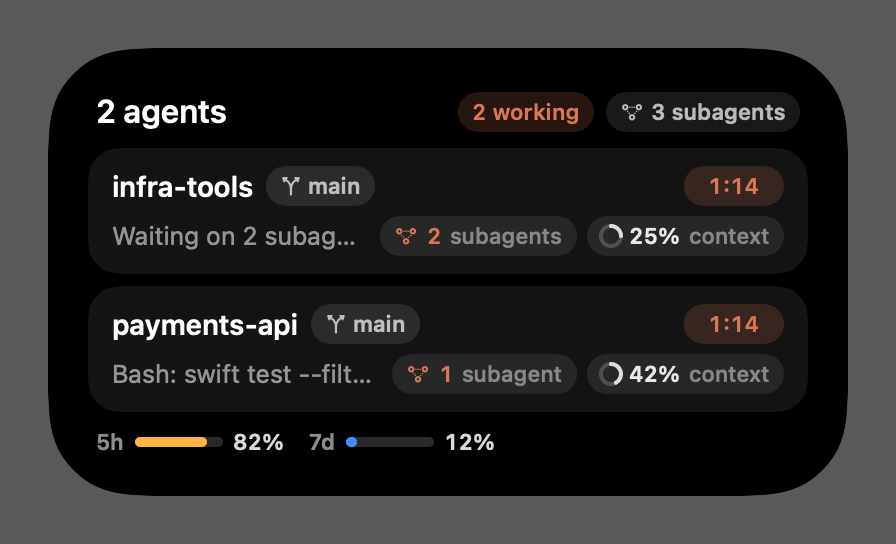 2 agents 2 working 3 subagents
infra-tools main 1:14
Waiting on 2 subag... 2 subagents 25% context
payments-api main 1:14
Bash: swift test --filt... 1 subagent 42% context
5h 82% 7d 12%